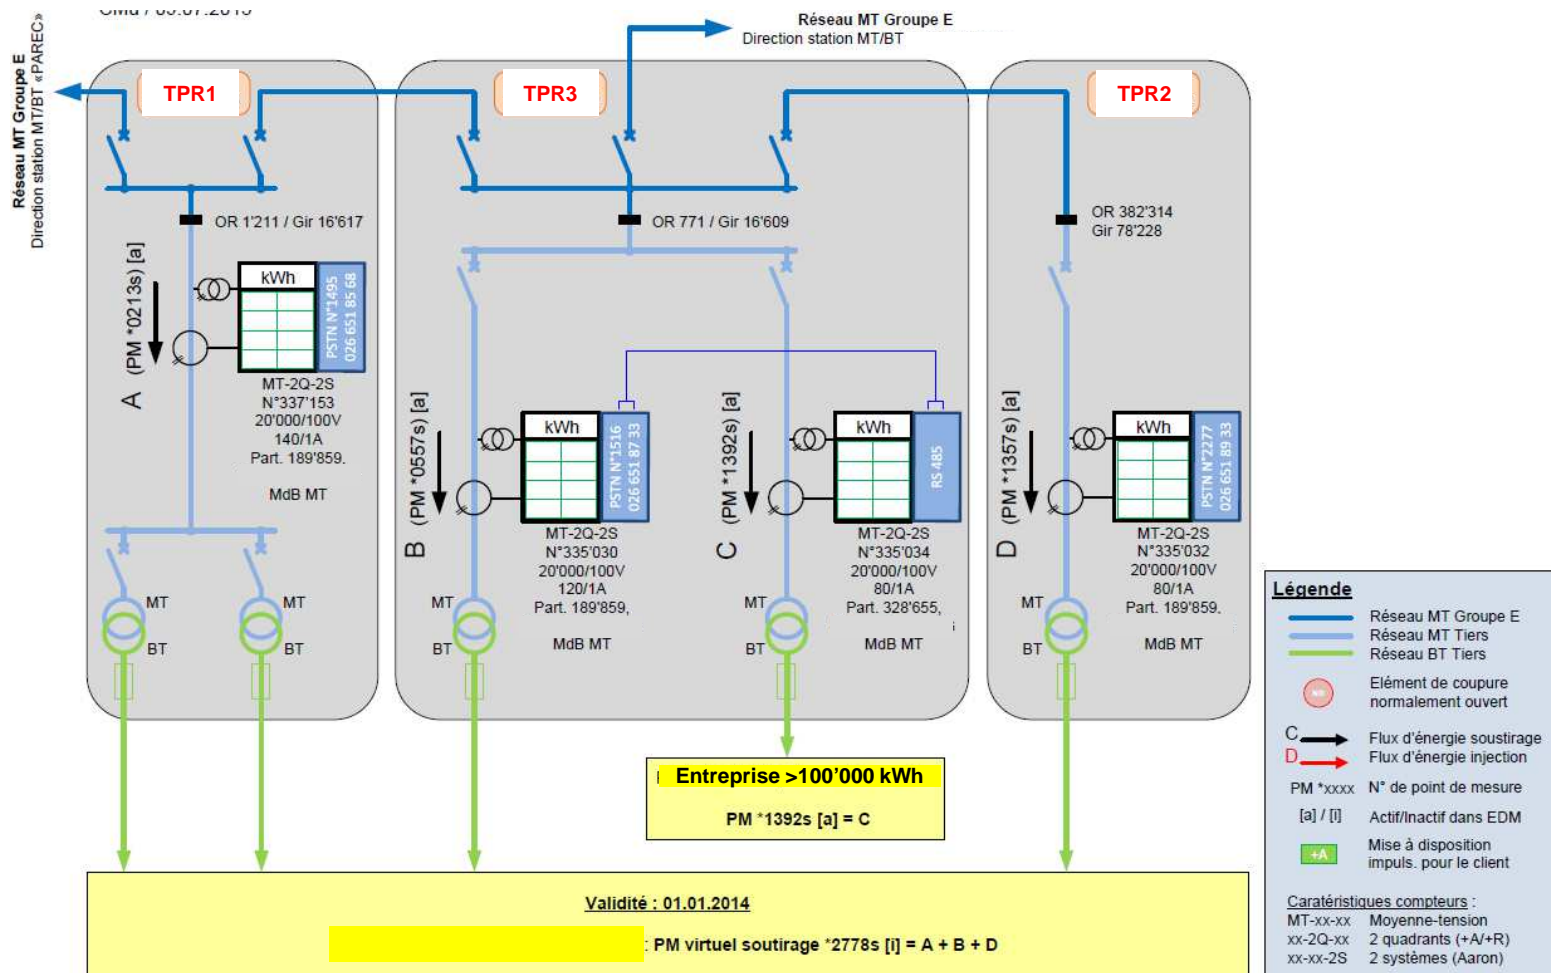 Réseau MT Groupe E
Direction station MT/BT
Réseau MT Groupe E
Direction station MT/BT «PAREC»
TPR1
TPR3
TPR2
OR 1'211 / Gir 16'617
OR 771 / Gir 16'609
OR 382'314
Gir 78'228
A (PM *0213s) [a]
kWh
PSTN N°1495
026 651 85 68
MT-2Q-2S
N°337'153
20'000/100V
140/1A
Part. 189'859.
MdB MT
MT
BT
MT
BT
B (PM *0557s) [a]
kWh
PSTN N°1516
026 651 87 33
MT-2Q-2S
N°335'030
20'000/100V
120/1A
Part. 189'859,
MdB MT
MT
BT
C (PM *1392s) [a]
kWh
RS 485
MT-2Q-2S
N°335'034
20'000/100V
80/1A
Part. 328'655,
MdB MT
D (PM *1357s) [a]
kWh
PSTN N°2277
026 651 89 33
MT-2Q-2S
N°335'032
20'000/100V
80/1A
Part. 189'859.
MdB MT
MT
BT
Entreprise >100'000 kWh
PM *1392s [a] = C
Validité : 01.01.2014
: PM virtuel soutirage *2778s [i] = A + B + D
Légende
Réseau MT Groupe E
Réseau MT Tiers
Réseau BT Tiers
Elément de coupure
normalement ouvert
C Flux d'énergie soutirage
D Flux d'énergie injection
PM *xxxx N° de point de mesure
[a] / [i] Actif/Inactif dans EDM
+A Mise à disposition
impuls. pour le client
Caratéristiques compteurs :
MT-xx-xx Moyenne-tension
xx-2Q-xx 2 quadrants (+A/+R)
xx-xx-2S 2 systèmes (Aaron)